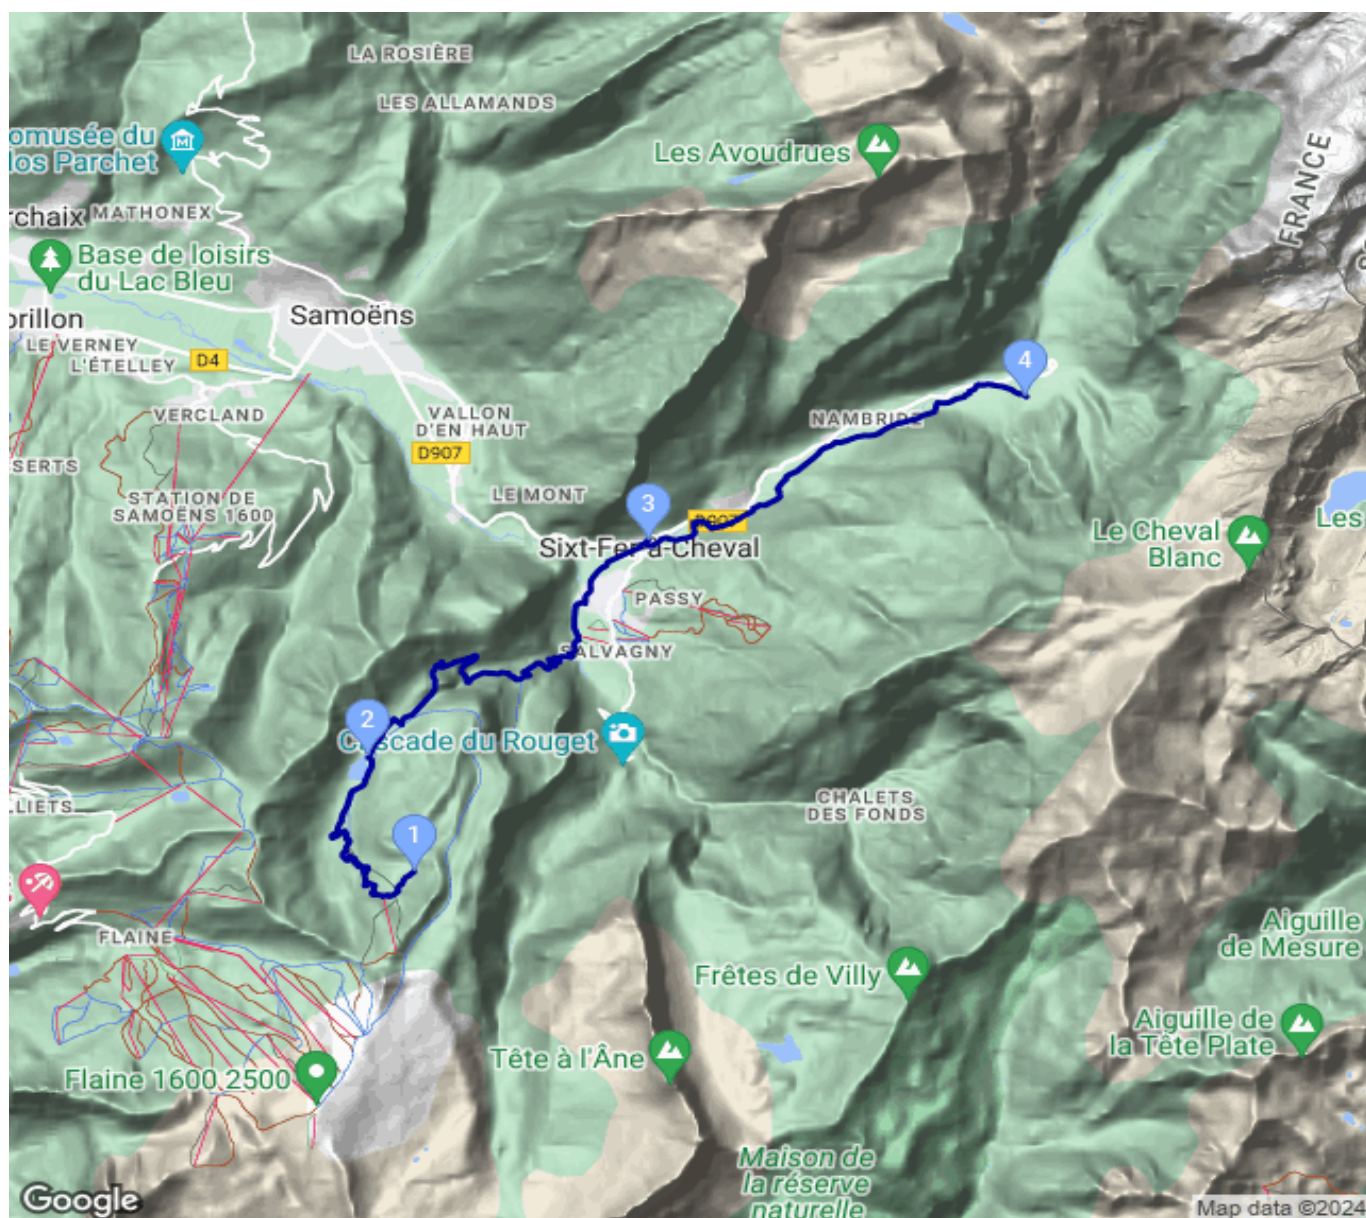 LA ROSIÈRE
LES ALLAMANDS
omusée du
los Parchet
Les Avoudrues
FRANCE
rchaix
MATHONEX
Base de loisirs
du Lac Bleu
Samoëns
orillon
LE VERNEY
L'ÉTELLEY
D4
4
VERCLAND
VALLON
D'EN HAUT
NAMBRIDE
D907
SERTS
STATION DE
SAMOËNS 1600
LE MONT
3
D907
Sixt-Fer-à-Cheval
Le Cheval
Blanc
Les
PASSY
SALVAGNY
2
Cascade du Rouget
LLIETS
CHALETS
DES FONDS
1
FLAINE
Aiguille
de Mesure
Frêtes de Villy
Aiguille de
la Tête Plate
Tête à l'Âne
Flaine 1600 2500
Maison de
la réserve
naturelle
Google
Map data ©2024